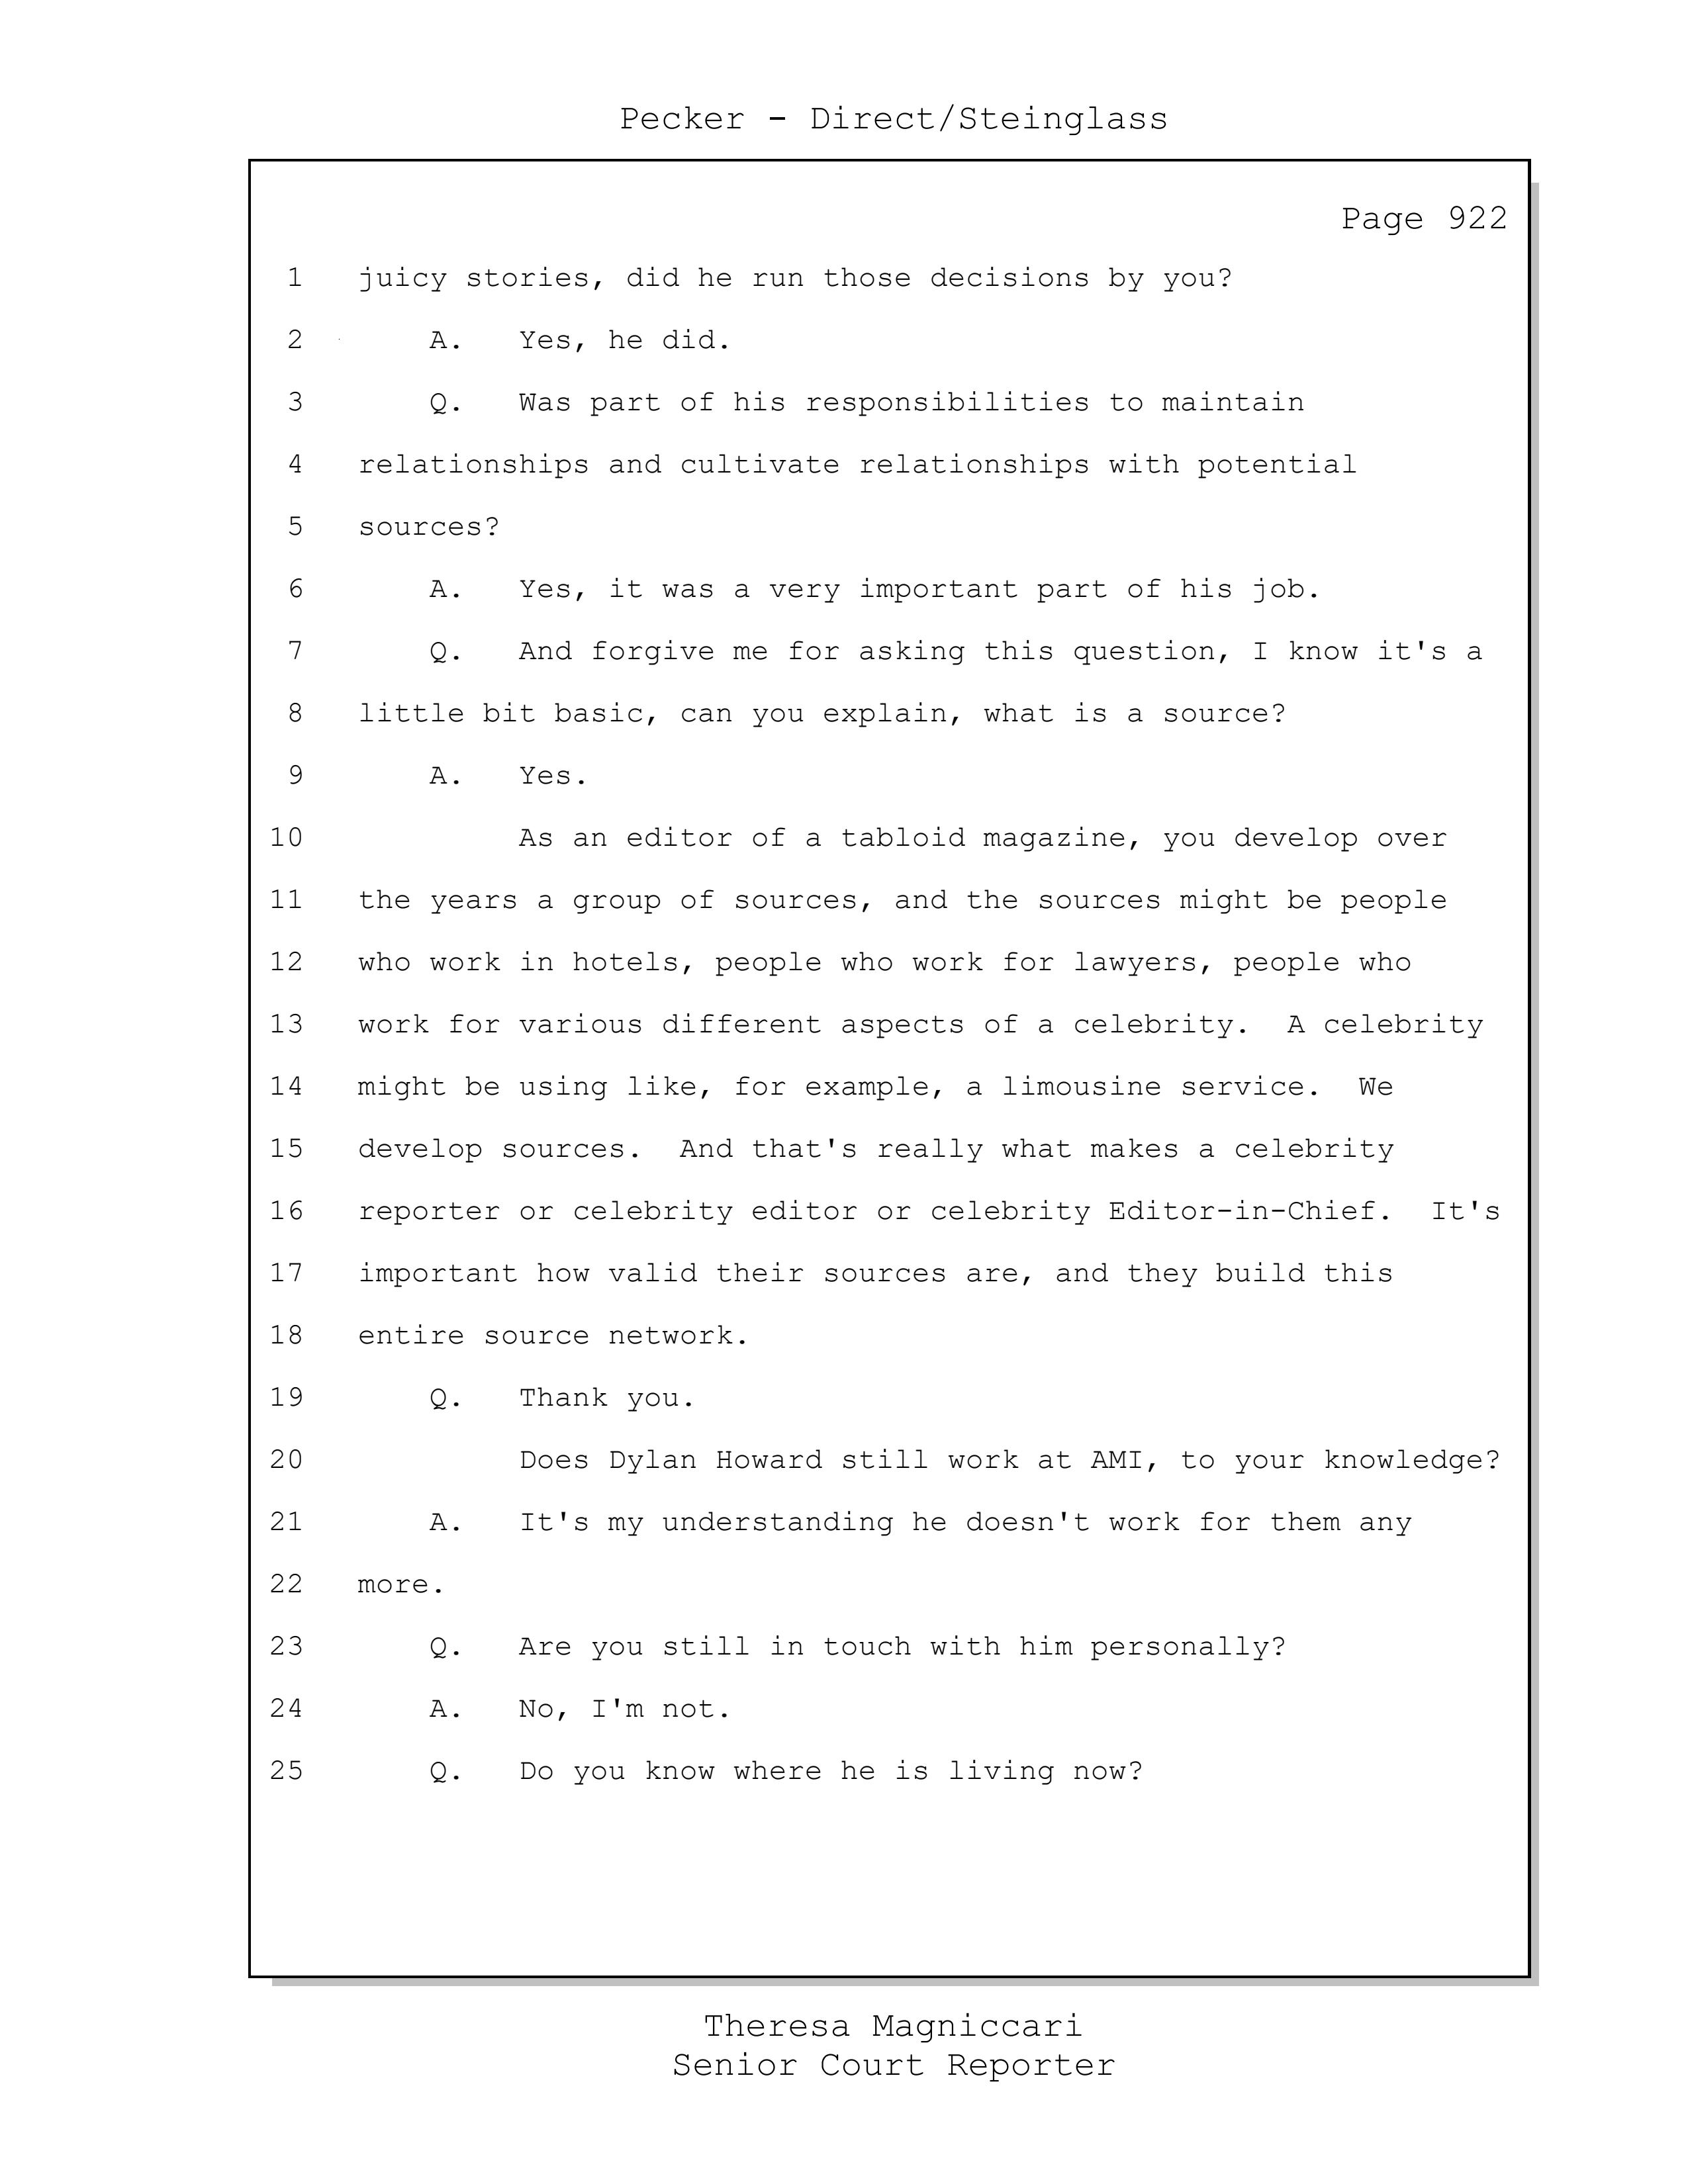 Pecker - Direct/Steinglass
Page 922
1 juicy stories, did he run those decisions by you?
2 A. Yes, he did.
3 Q. Was part of his responsibilities to maintain
4 relationships and cultivate relationships with potential
5 sources?
6 A. Yes, it was a very important part of his job.
7 Q. And forgive me for asking this question, I know it's a
8 little bit basic, can you explain, what is a source?
9 A. Yes.
10 As an editor of a tabloid magazine, you develop over
11 the years a group of sources, and the sources might be people
12 who work in hotels, people who work for lawyers, people who
13 work for various different aspects of a celebrity. A celebrity
14 might be using like, for example, a limousine service. We
15 develop sources. And that's really what makes a celebrity
16 reporter or celebrity editor or celebrity Editor-in-Chief. It's
17 important how valid their sources are, and they build this
18 entire source network.
19 Q. Thank you.
20 Does Dylan Howard still work at AMI, to your knowledge?
21 A. It's my understanding he doesn't work for them any
22 more.
23 Q. Are you still in touch with him personally?
24 A. No, I'm not.
25 Q. Do you know where he is living now?
Theresa Magniccari
Senior Court Reporter